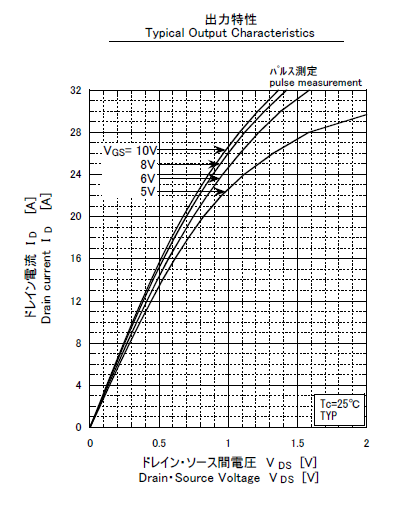 出力特性
Typical Output Characteristics
パルス測定
pulse measurement
32
28
24
20
16
12
8
4
0
VGS= 10V
8V
6V
5V
ドレイン電流 ID [A]
Drain current ID [A]
Tc=25℃
TYP
0 0.5 1 1.5 2
ドレイン・ソース間電圧 VDS [V]
Drain・Source Voltage VDS [V]